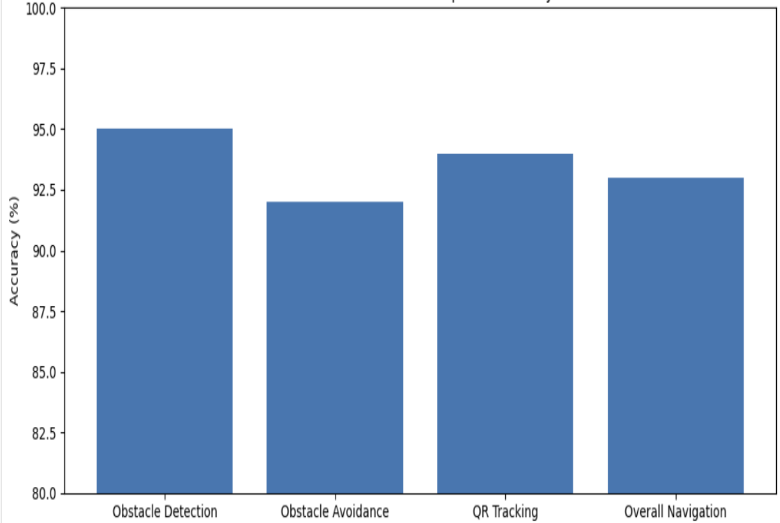 100.0
97.5
95.0
92.5
90.0
87.5
85.0
82.5
80.0
Accuracy (%)
Obstacle Detection
Obstacle Avoidance
QR Tracking
Overall Navigation